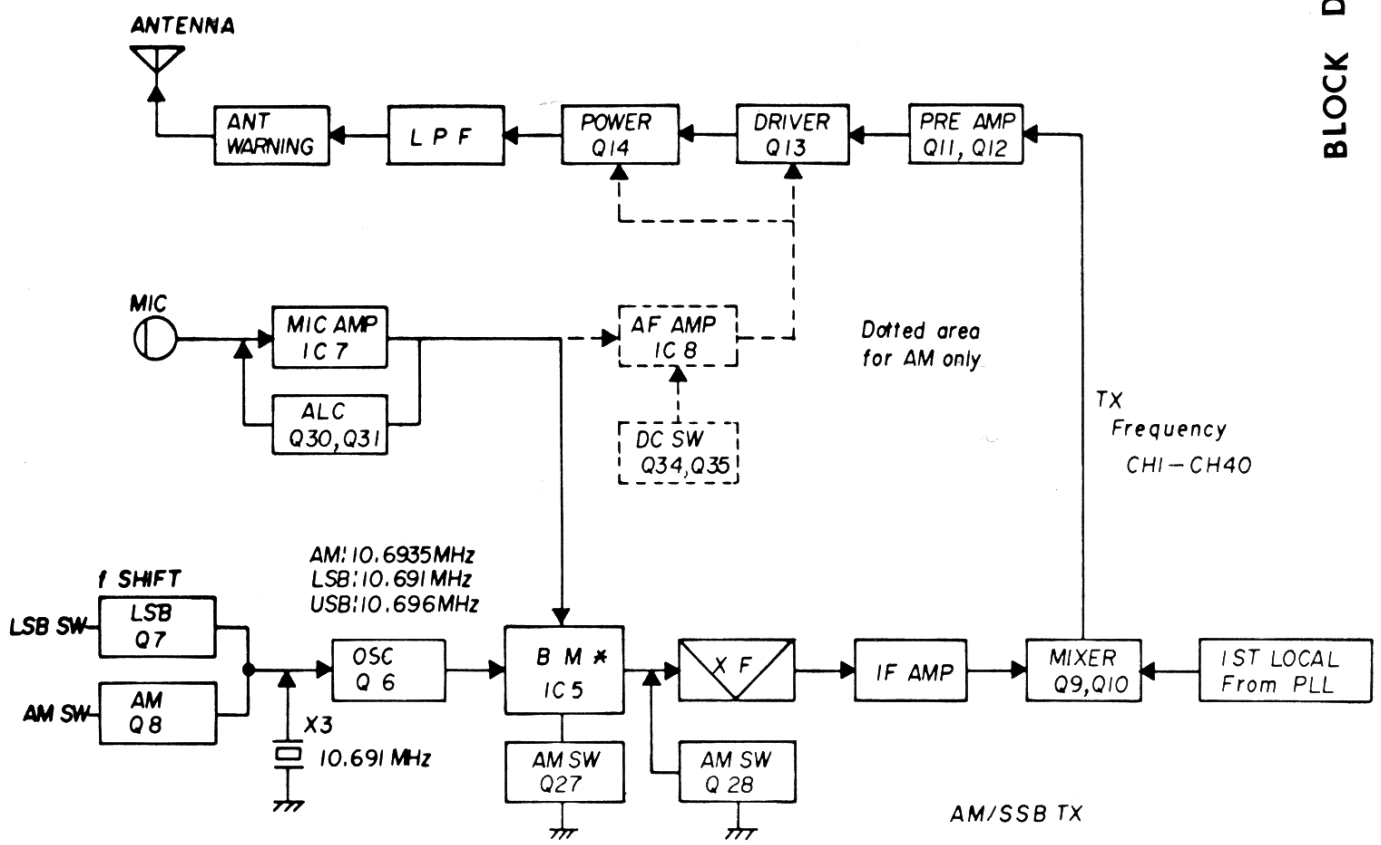 BLOCK D
ANTENNA
ANT
WARNING
LPF
POWER
Q14
DRIVER
Q13
PRE AMP
Q11, Q12
MIC
MIC AMP
IC7
AF AMP
IC8
Dotted area
for AM only
ALC
Q30,Q31
DC SW
Q34,Q35
TX
Frequency
CH1-CH40
AM:10.6935MHz
LSB:10.691MHz
USB:10.696MHz
f SHIFT
LSB SW
LSB
Q7
OSC
Q6
BM*
IC5
XF
IF AMP
MIXER
Q9,Q10
1ST LOCAL
From PLL
AM SW
AM
Q8
X3
10.691MHz
AM SW
Q27
AM SW
Q28
AM/SSB TX